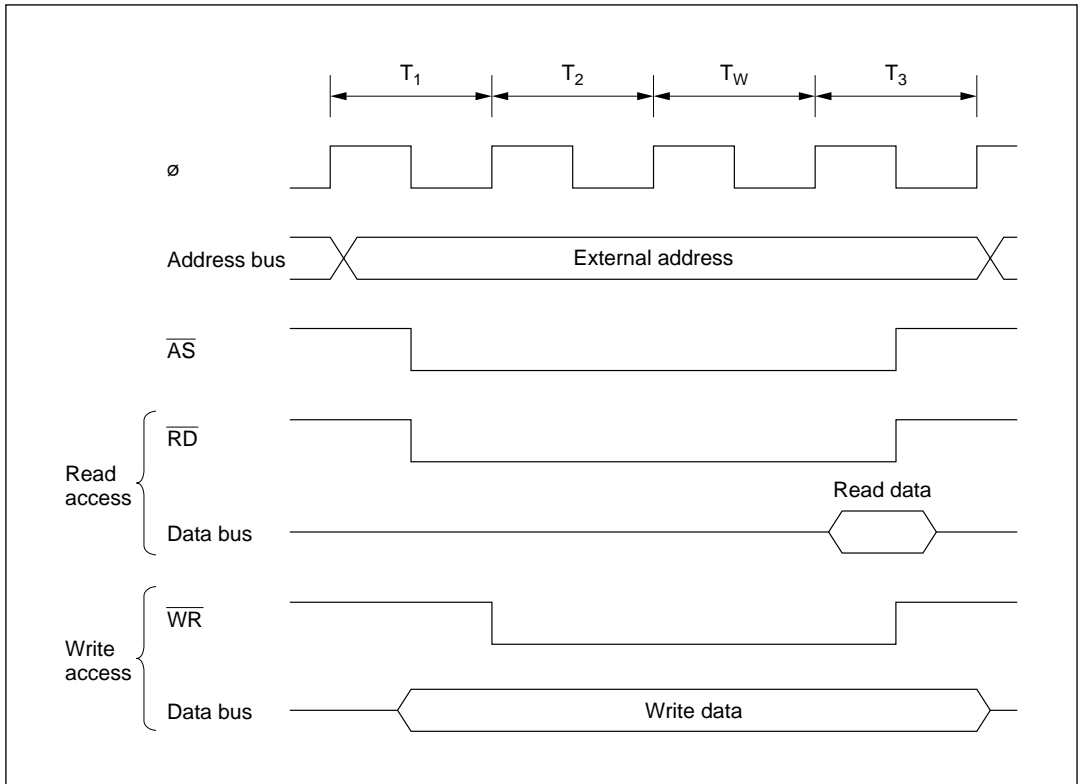 T1 T2 TW T3
ø
Address bus External address
AS
Read access
RD
Read data
Data bus
Write access
WR
Data bus Write data